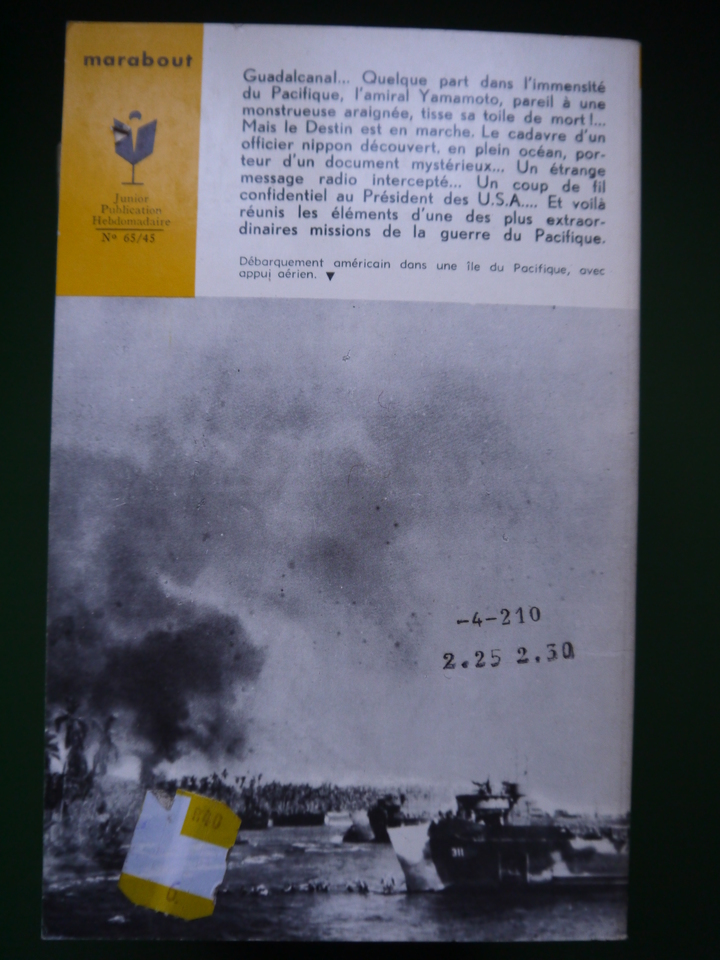 marabout
Junior
Publication
Hebdomadaire
Nº 65/45
Guadalcanal... Quelque part dans l'immensité
du Pacifique, l'amiral Yamamoto, pareil à une
monstrueuse araignée, tisse sa toile de mort !...
Mais le Destin est en marche. Le cadavre d'un
officier nippon découvert, en plein océan, por-
teur d'un document mystérieux... Un étrange
message radio intercepté... Un coup de fil
confidentiel au Président des U.S.A.... Et voilà
réunis les éléments d'une des plus extraor-
dinaires missions de la guerre du Pacifique.
Débarquement américain dans une île du Pacifique, avec
appui aérien. ▼
-4-210
2.25 2.30
311